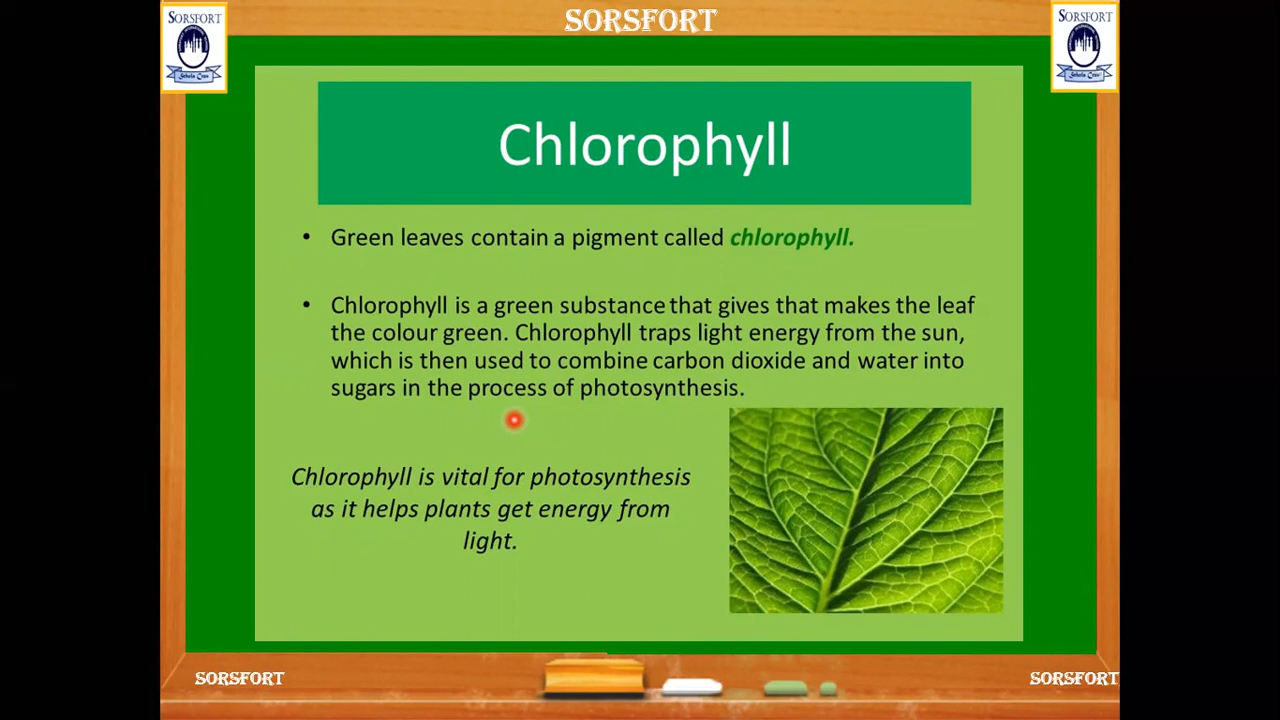 SORSFORT
SORSFORT
SORSFORT
Schola Cras
Chlorophyll
• Green leaves contain a pigment called chlorophyll.
• Chlorophyll is a green substance that gives that makes the leaf
the colour green. Chlorophyll traps light energy from the sun,
which is then used to combine carbon dioxide and water into
sugars in the process of photosynthesis.
Chlorophyll is vital for photosynthesis
as it helps plants get energy from
light.
SORSFORT
SORSFORT